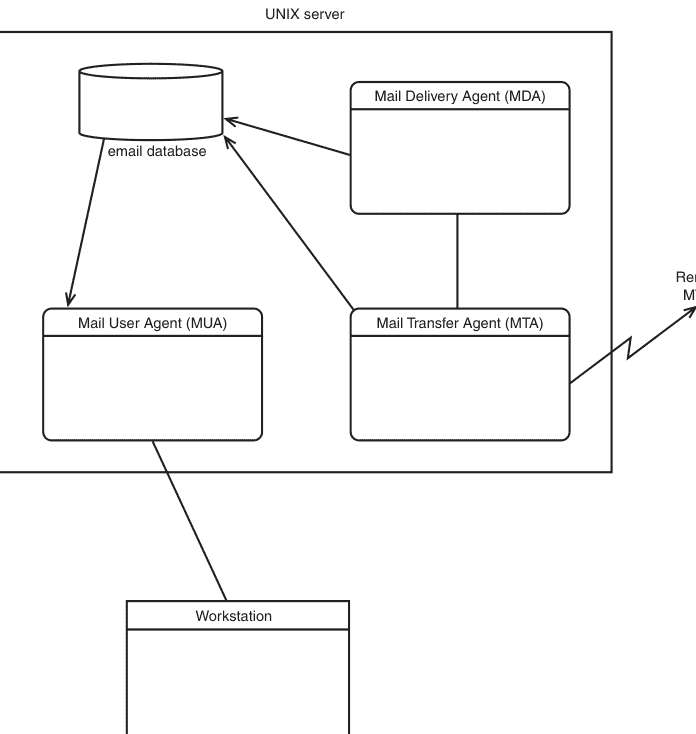 UNIX server
Mail Delivery Agent (MDA)
email database
Mail User Agent (MUA)
Mail Transfer Agent (MTA)
Workstation